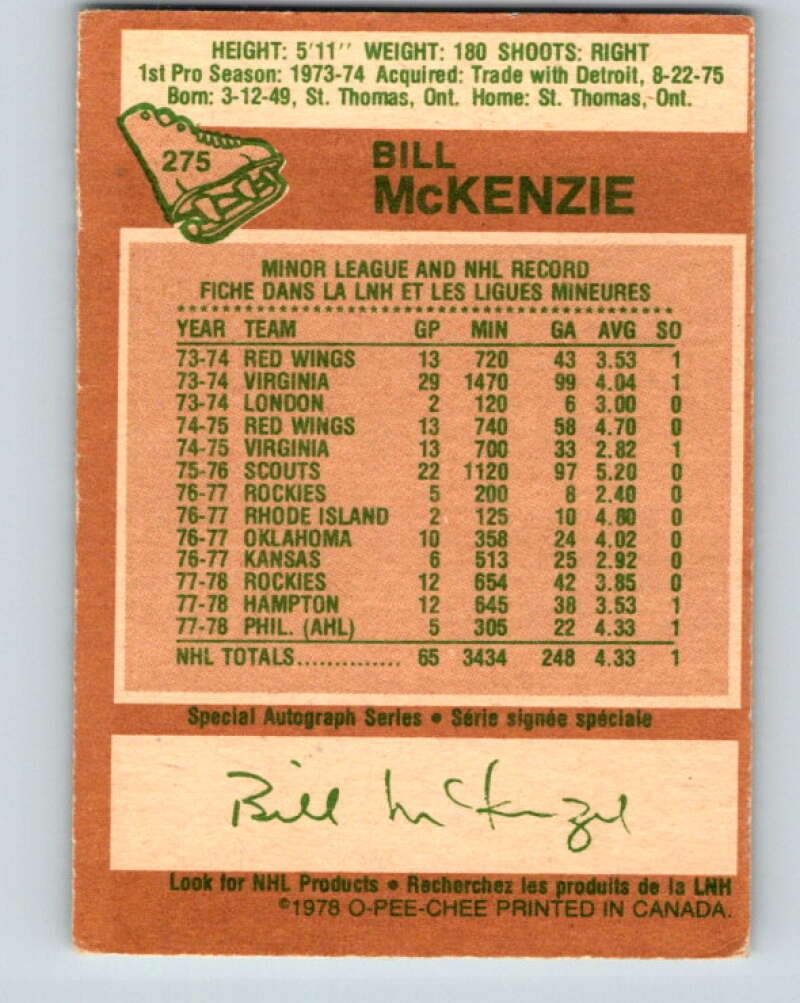 HEIGHT: 5'11'' WEIGHT: 180 SHOOTS: RIGHT
1st Pro Season: 1973-74 Acquired: Trade with Detroit, 8-22-75
Born: 3-12-49, St. Thomas, Ont. Home: St. Thomas, Ont.
275
BILL
McKENZIE
MINOR LEAGUE AND NHL RECORD
FICHE DANS LA LNH ET LES LIGUES MINEURES
YEAR TEAM GP MIN GA AVG SO
73-74 RED WINGS 13 720 43 3.53 1
73-74 VIRGINIA 29 1470 99 4.04 1
73-74 LONDON 2 120 6 3.00 0
74-75 RED WINGS 13 740 58 4.70 0
74-75 VIRGINIA 13 700 33 2.82 1
75-76 SCOUTS 22 1120 97 5.20 0
76-77 ROCKIES 5 200 8 2.40 0
76-77 RHODE ISLAND 2 125 10 4.80 0
76-77 OKLAHOMA 10 358 24 4.02 0
76-77 KANSAS 6 513 25 2.92 0
77-78 ROCKIES 12 654 42 3.85 0
77-78 HAMPTON 12 645 38 3.53 1
77-78 PHIL. (AHL) 5 305 22 4.33 1
NHL TOTALS.............. 65 3434 248 4.33 1
Special Autograph Series • Série signée spéciale
Bill McKenzie
Look for NHL Products • Recherchez les produits de la LNH
©1978 O-PEE-CHEE PRINTED IN CANADA.